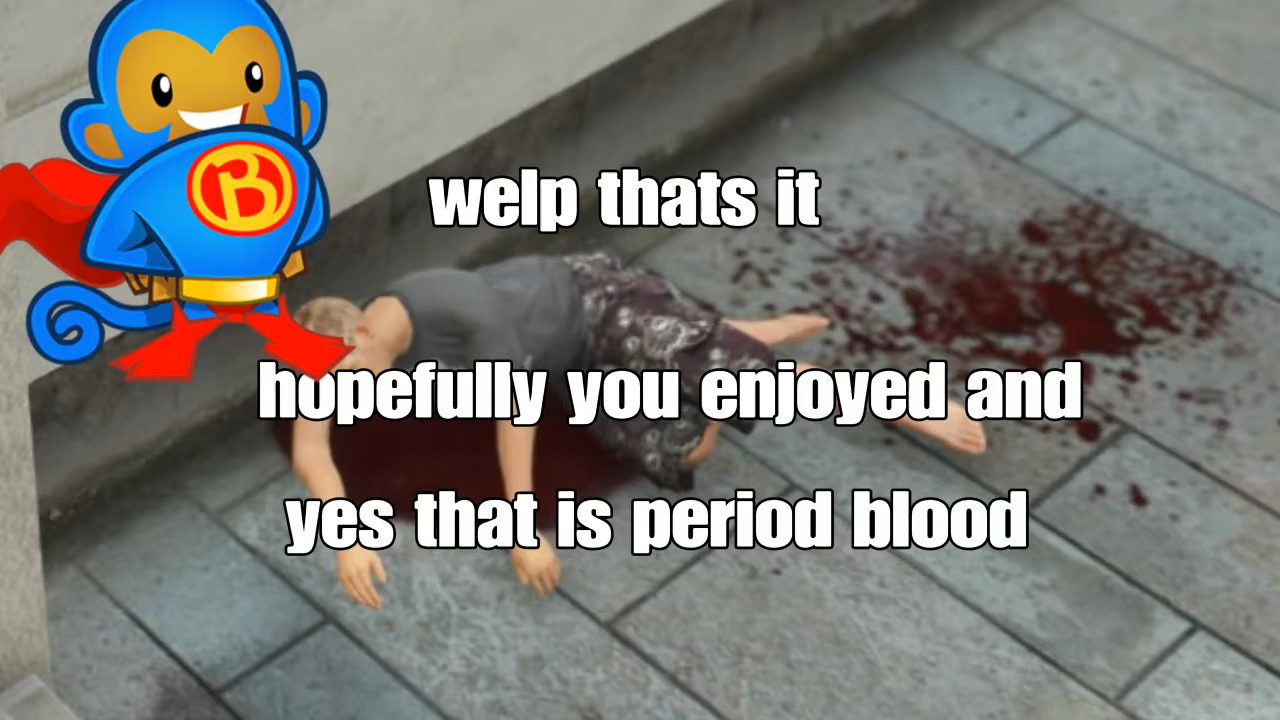 B
welp thats it
hopefully you enjoyed and
yes that is period blood